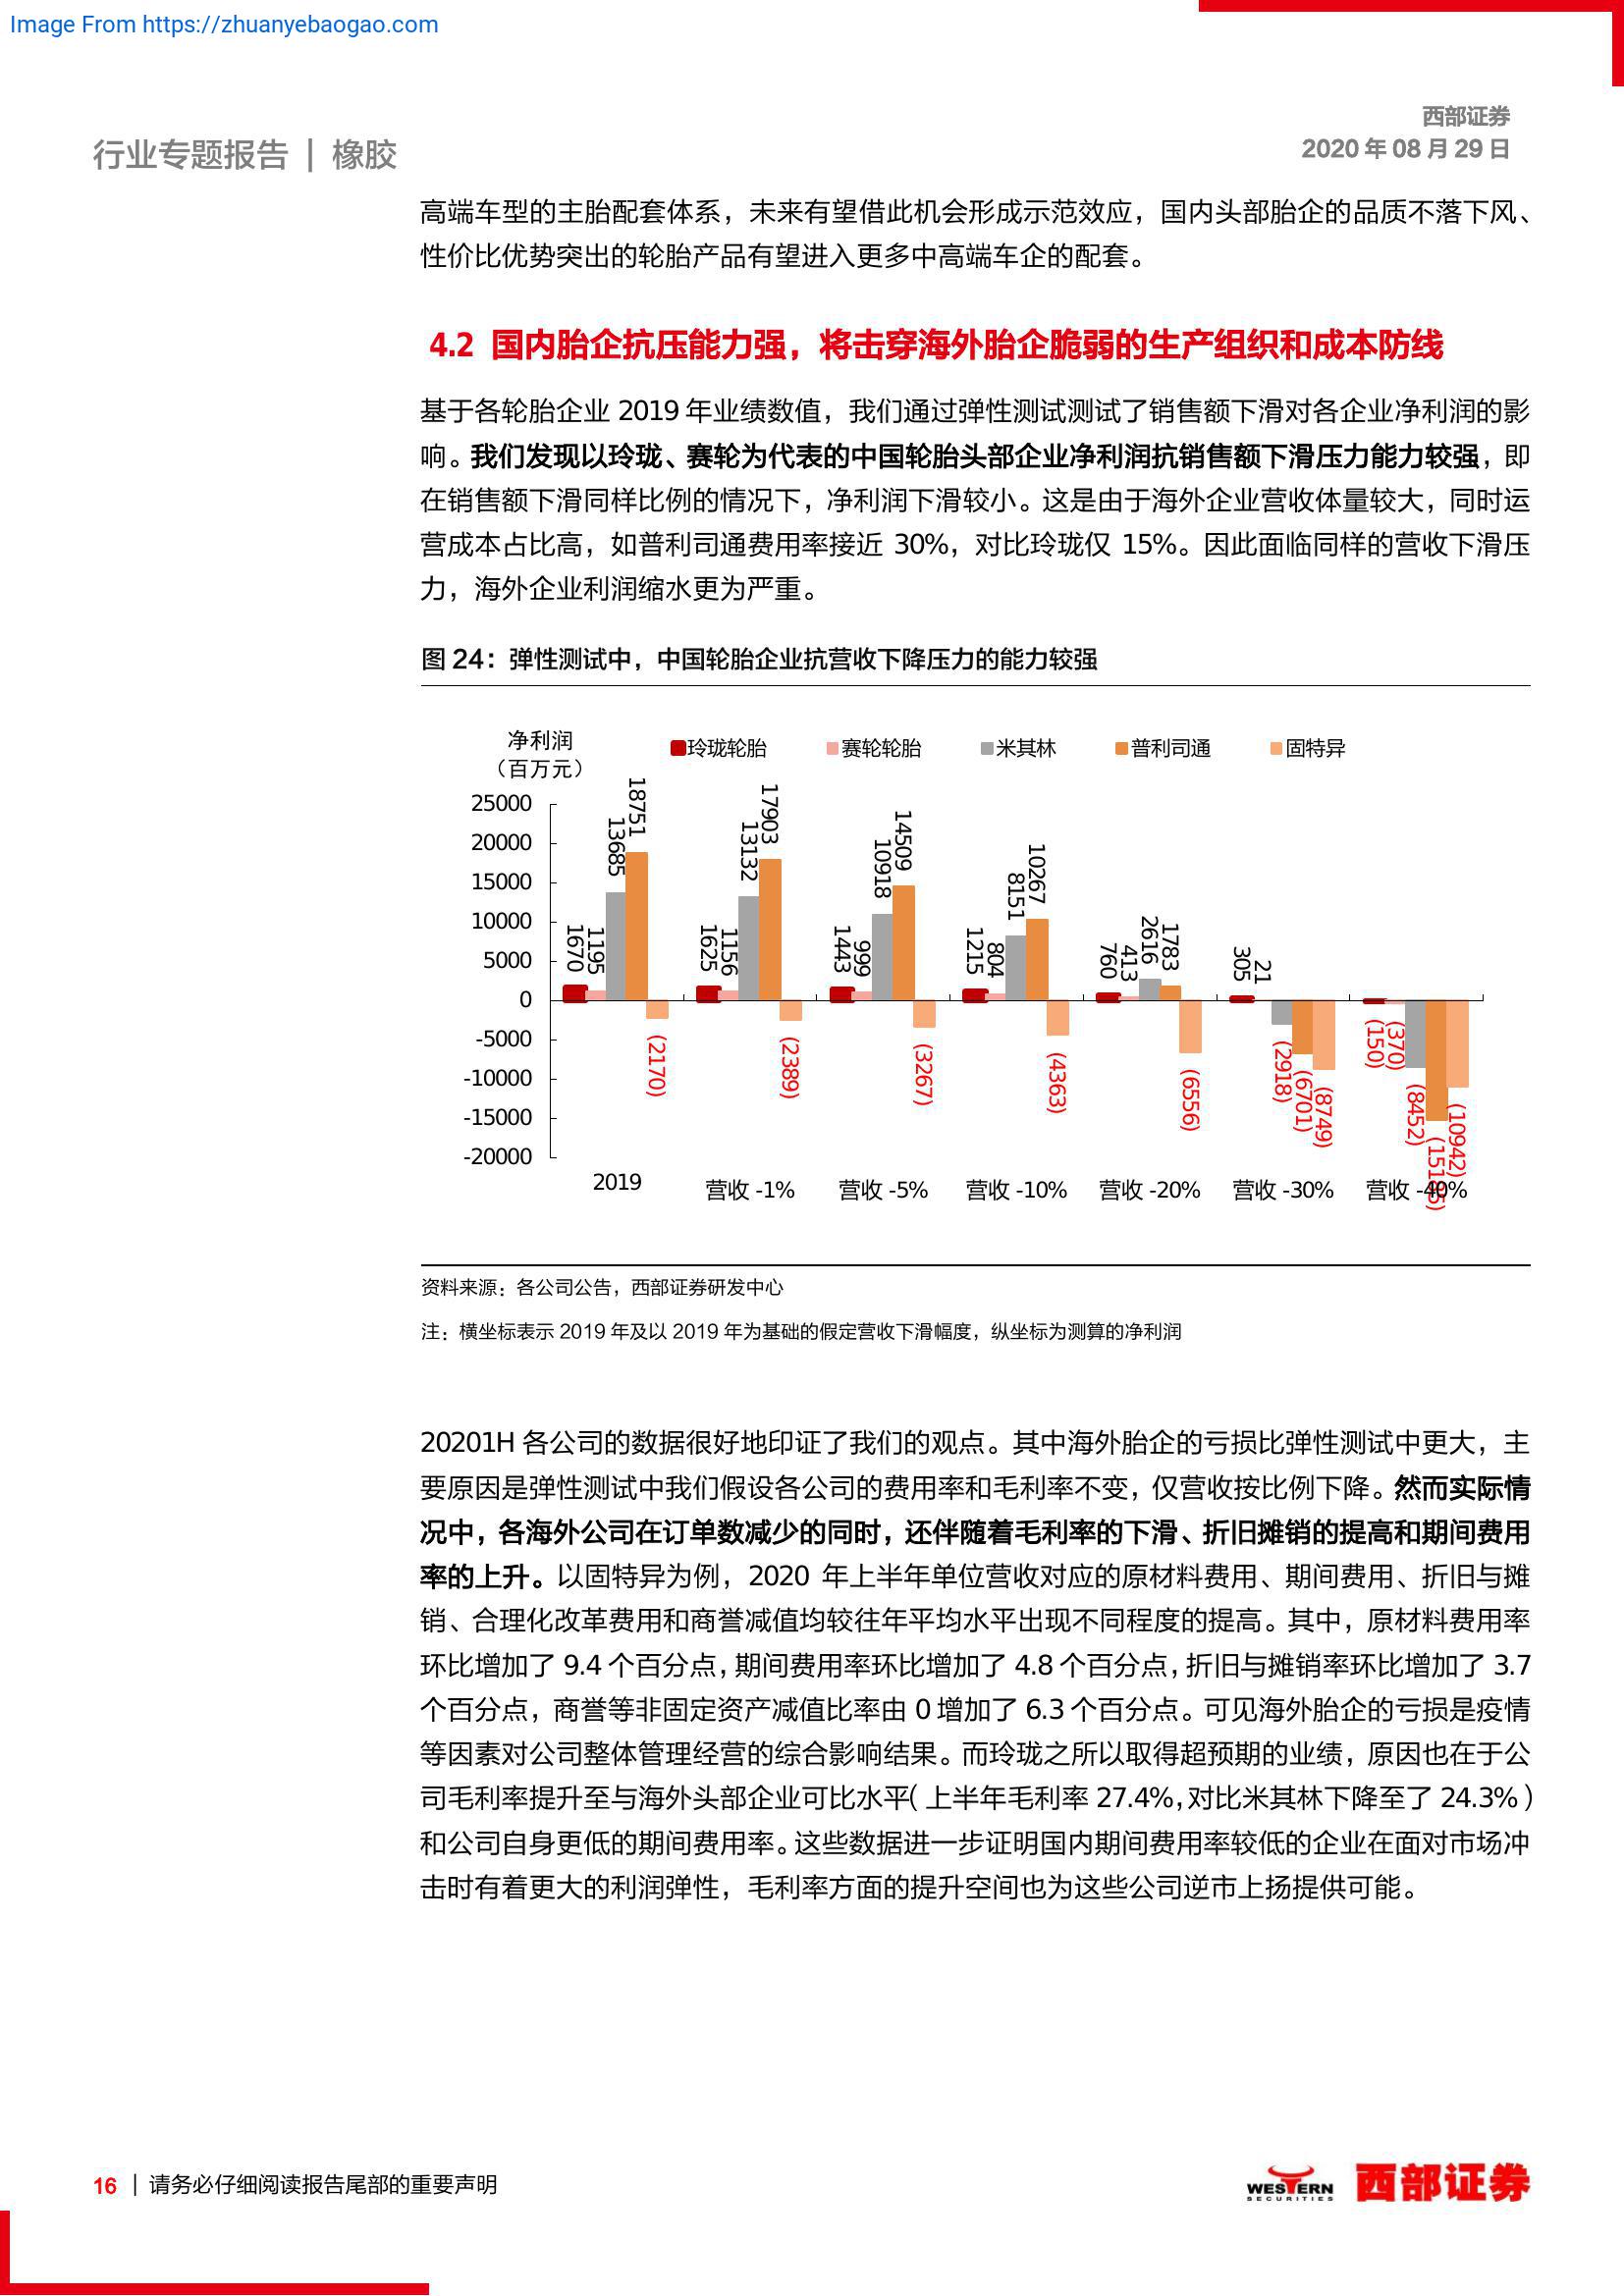 Image From https://zhuanyebaogao.com
西部证券
行业专题报告 | 橡胶
2020 年 08 月 29 日
高端车型的主胎配套体系，未来有望借此机会形成示范效应，国内头部胎企的品质不落下风、
性价比优势突出的轮胎产品有望进入更多中高端车企的配套。
4.2 国内胎企抗压能力强，将击穿海外胎企脆弱的生产组织和成本防线
基于各轮胎企业 2019 年业绩数值，我们通过弹性测试测试了销售额下滑对各企业净利润的影
响。我们发现以玲珑、赛轮为代表的中国轮胎头部企业净利润抗销售额下滑压力能力较强，即
在销售额下滑同样比例的情况下，净利润下滑较小。这是由于海外企业营收体量较大，同时运
营成本占比高，如普利司通费用率接近 30%，对比玲珑仅 15%。因此面临同样的营收下滑压
力，海外企业利润缩水更为严重。
图 24：弹性测试中，中国轮胎企业抗营收下降压力的能力较强
净利润
（百万元）
玲珑轮胎 赛轮轮胎 米其林 普利司通 固特异
25000
20000
15000
10000
5000
0
-5000
-10000
-15000
-20000
1670 1195 13685 18751 (2170)
1625 1156 13132 17903 (2389)
1443 999 10918 14509 (3267)
1215 804 8151 10267 (4363)
760 413 2616 1783 (6556)
305 21 (2918) (6701) (8749)
(150) (370) (8452) (10942)
2019 营收 -1% 营收 -5% 营收 -10% 营收 -20% 营收 -30% 营收 -40%
资料来源：各公司公告，西部证券研发中心
注：横坐标表示 2019 年及以 2019 年为基础的假定营收下滑幅度，纵坐标为测算的净利润
20201H 各公司的数据很好地印证了我们的观点。其中海外胎企的亏损比弹性测试中更大，主
要原因是弹性测试中我们假设各公司的费用率和毛利率不变，仅营收按比例下降。然而实际情
况中，各海外公司在订单数减少的同时，还伴随着毛利率的下滑、折旧摊销的提高和期间费用
率的上升。以固特异为例，2020 年上半年单位营收对应的原材料费用、期间费用、折旧与摊
销、合理化改革费用和商誉减值均较往年平均水平出现不同程度的提高。其中，原材料费用率
环比增加了 9.4 个百分点，期间费用率环比增加了 4.8 个百分点，折旧与摊销率环比增加了 3.7
个百分点，商誉等非固定资产减值比率由 0 增加了 6.3 个百分点。可见海外胎企的亏损是疫情
等因素对公司整体管理经营的综合影响结果。而玲珑之所以取得超预期的业绩，原因也在于公
司毛利率提升至与海外头部企业可比水平（上半年毛利率 27.4%，对比米其林下降至了 24.3%）
和公司自身更低的期间费用率。这些数据进一步证明国内期间费用率较低的企业在面对市场冲
击时有着更大的利润弹性，毛利率方面的提升空间也为这些公司逆市上扬提供可能。
16 | 请务必仔细阅读报告尾部的重要声明
WESTERN
SECURITIES
西部证券